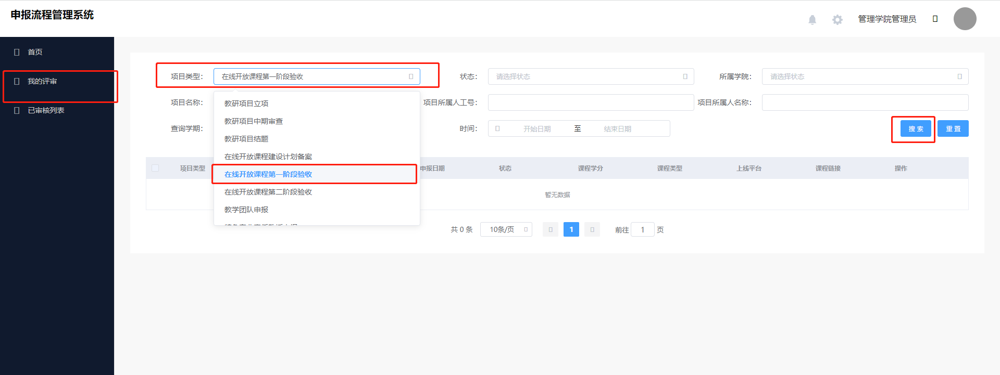 申报流程管理系统
管理学院管理员
首页
我的评审
已审核列表
项目类型：
在线开放课程第一阶段验收
状态：
请选择状态
所属学院：
请选择状态
项目名称：
项目所属人工号：
项目所属人名称：
查询学期：
时间：
开始日期 至 结束日期
搜索 重置
教研项目立项
教研项目中期审查
教研项目结题
在线开放课程建设计划备案
在线开放课程第一阶段验收
在线开放课程第二阶段验收
教学团队申报
项目类型 申报日期 状态 课程学分 课程类型 上线平台 课程链接 操作
暂无数据
共 0 条 10条/页 1 前往 1 页